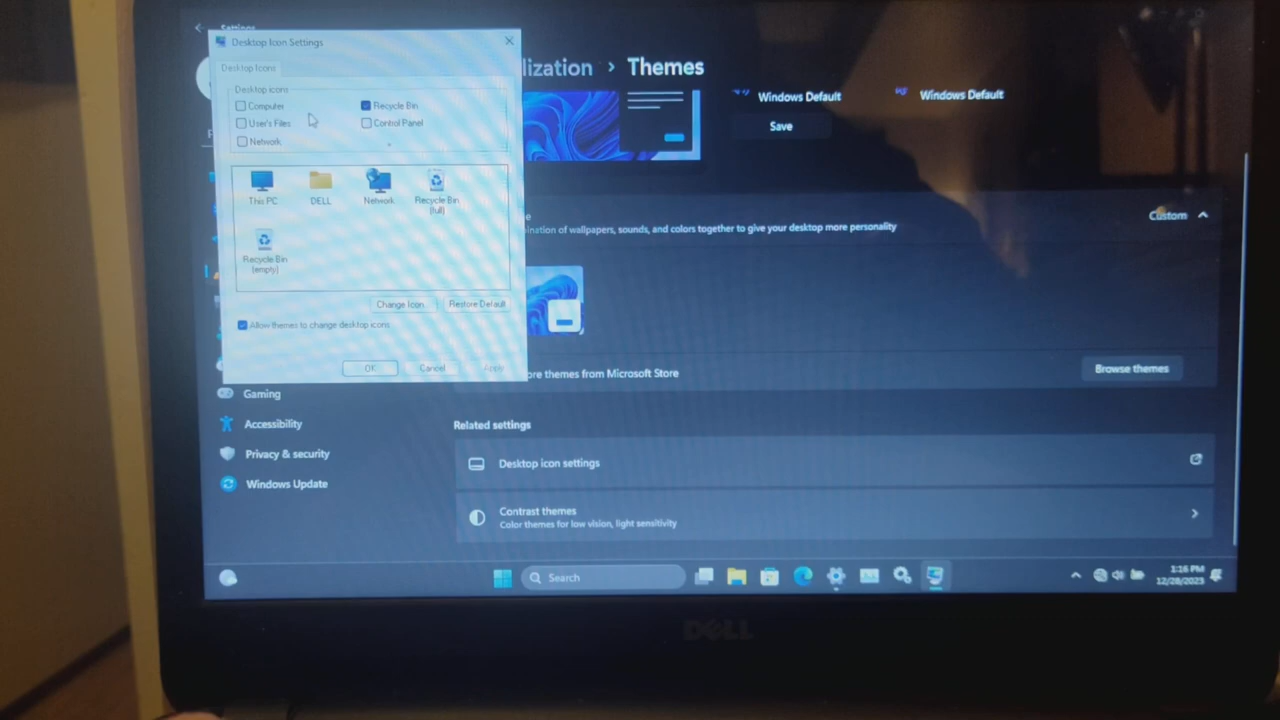 Settings
Desktop Icon Settings
Desktop Icons
Desktop icons
Computer
Recycle Bin
User's Files
Control Panel
Network
This PC
DELL
Network
Recycle Bin
(full)
Recycle Bin
(empty)
Change Icon...
Restore Default
Allow themes to change desktop icons
OK
Cancel
Apply
lization > Themes
Windows Default
Windows Default
Save
e
ination of wallpapers, sounds, and colors together to give your desktop more personality
Custom
ore themes from Microsoft Store
Browse themes
Gaming
Accessibility
Privacy & security
Windows Update
Related settings
Desktop icon settings
Contrast themes
Color themes for low vision, light sensitivity
Search
1:16 PM
12/28/2023
DELL